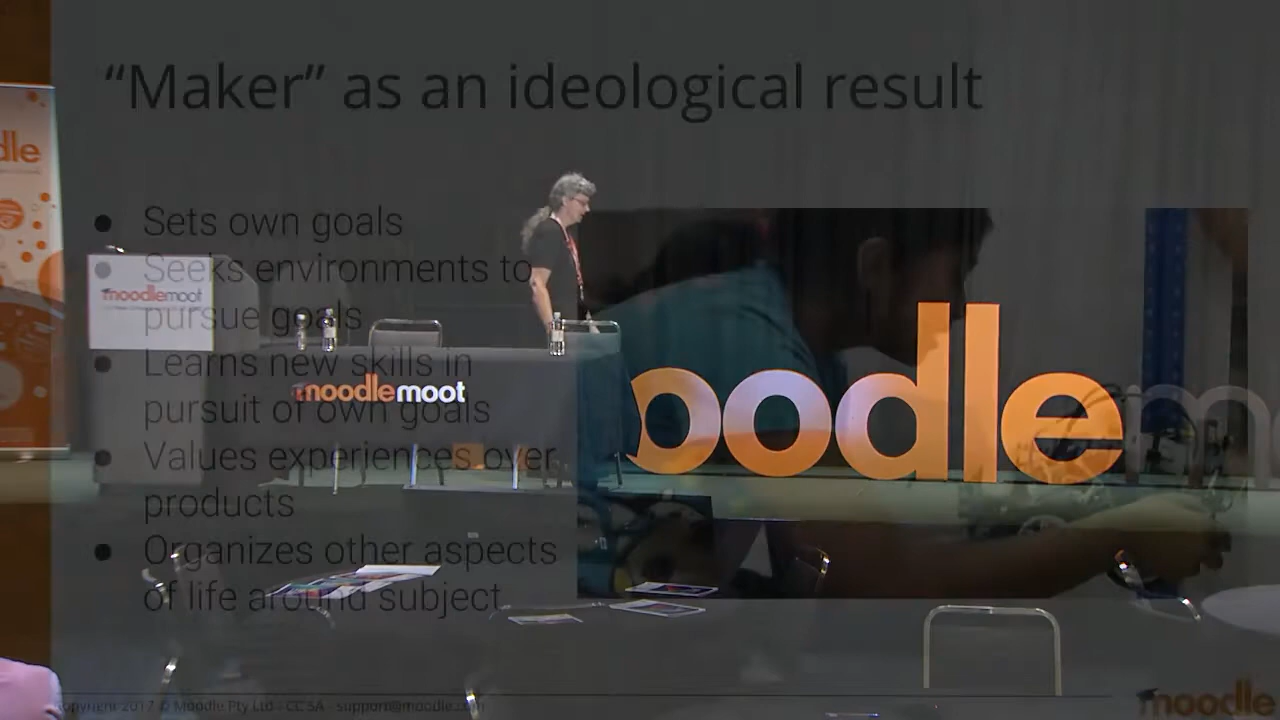 “Maker” as an ideological result
dle
Sets own goals
Seeks environments to
pursue goals
Learns new skills in
pursuit of own goals
Values experiences over
products
Organizes other aspects
of life around subject
moodlemoot
moodlemoot
oodle
m
Copyright 2017 © Moodle Pty Ltd - CC SA - support@moodle.com
moodle